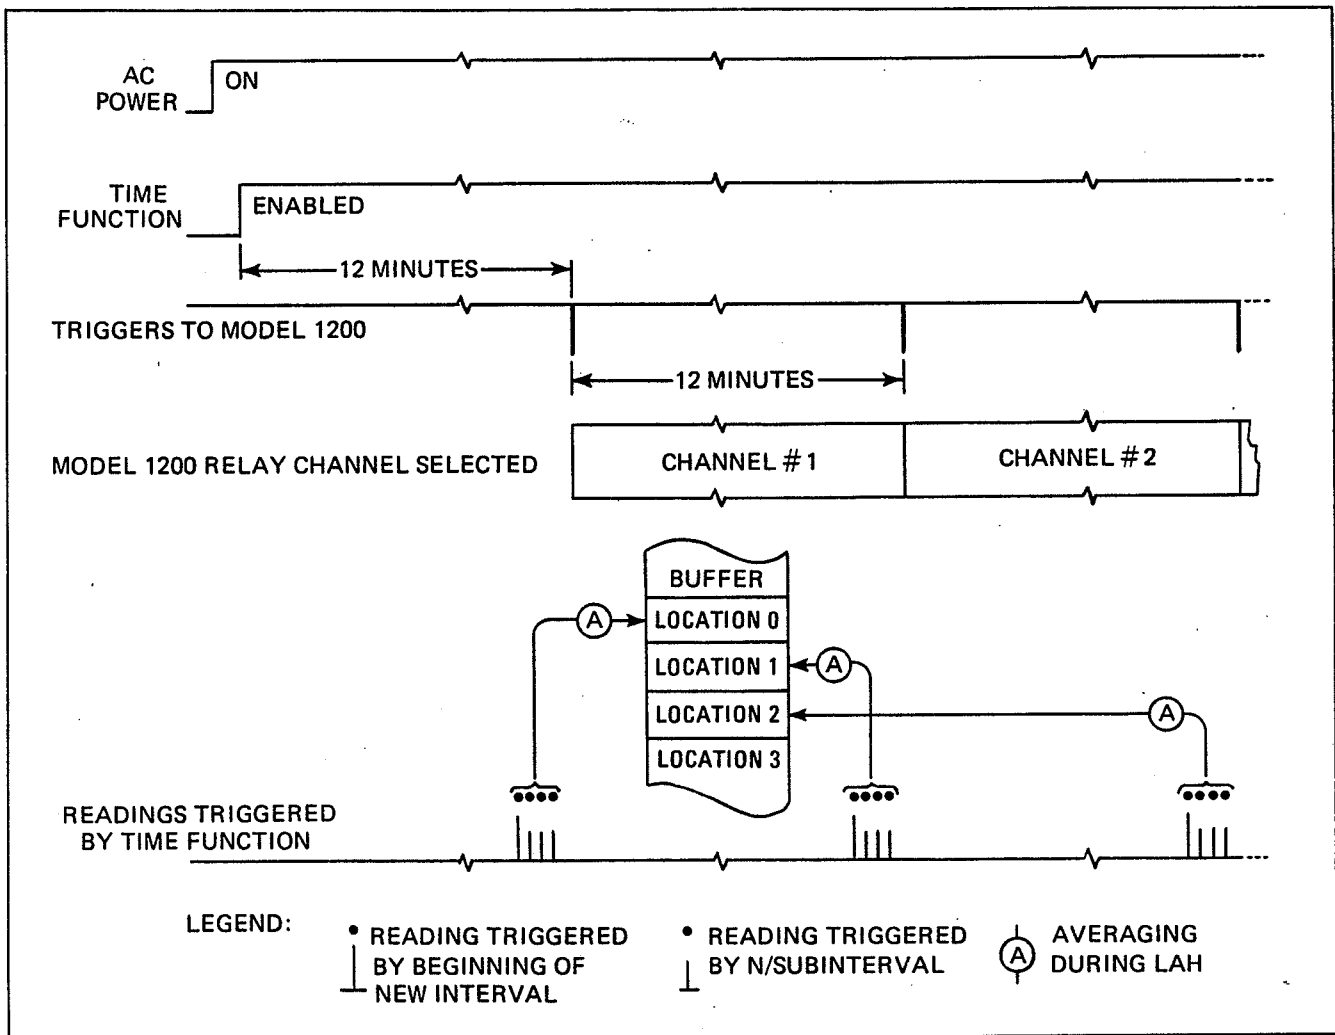 AC
POWER
ON
TIME
FUNCTION
ENABLED
12 MINUTES
TRIGGERS TO MODEL 1200
12 MINUTES
MODEL 1200 RELAY CHANNEL SELECTED
CHANNEL #1
CHANNEL #2
BUFFER
A
LOCATION 0
LOCATION 1
A
LOCATION 2
A
LOCATION 3
READINGS TRIGGERED
BY TIME FUNCTION
LEGEND:
READING TRIGGERED
BY BEGINNING OF
NEW INTERVAL
READING TRIGGERED
BY N/SUBINTERVAL
A
AVERAGING
DURING LAH